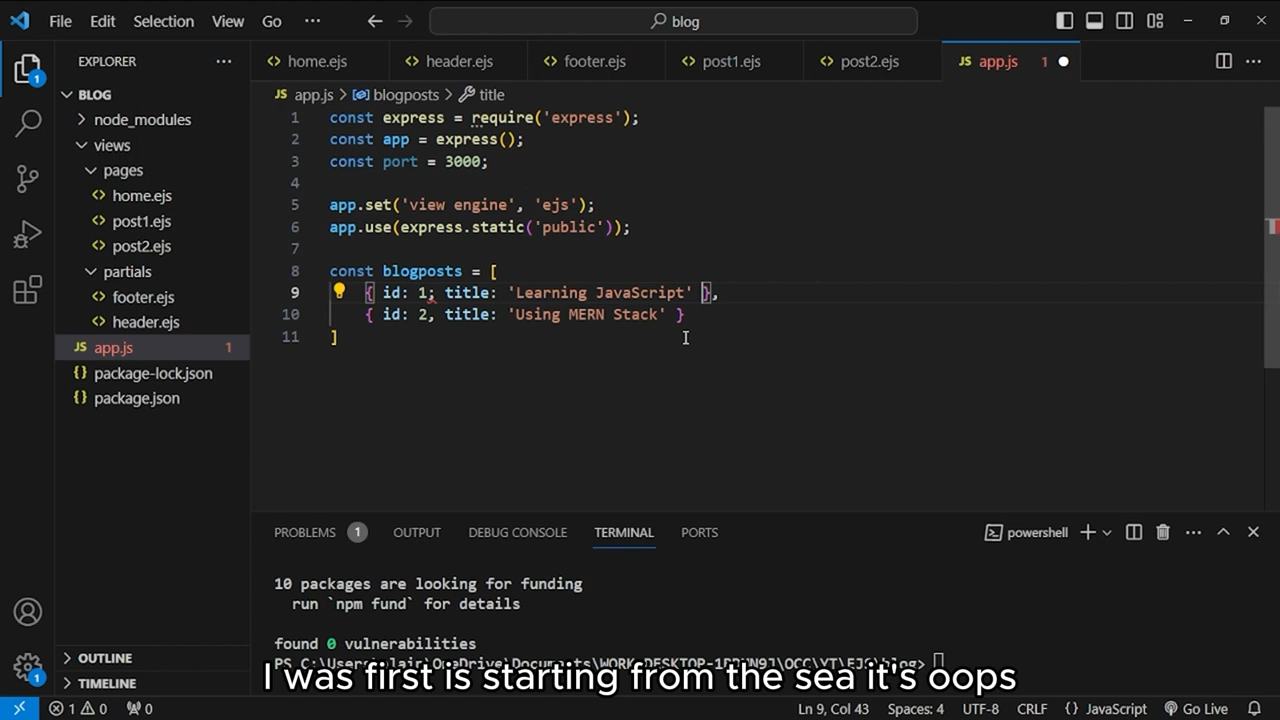 File Edit Selection View Go ··· blog
EXPLORER ···
home.ejs header.ejs footer.ejs post1.ejs post2.ejs JS app.js 1
BLOG
node_modules
views
pages
home.ejs
post1.ejs
post2.ejs
partials
footer.ejs
header.ejs
JS app.js 1
package-lock.json
package.json
OUTLINE
TIMELINE
JS app.js > blogposts > title
1 const express = require('express');
2 const app = express();
3 const port = 3000;
4
5 app.set('view engine', 'ejs');
6 app.use(express.static('public'));
7
8 const blogposts = [
9 { id: 1; title: 'Learning JavaScript' },
10 { id: 2, title: 'Using MERN Stack' }
11 ]
PROBLEMS 1 OUTPUT DEBUG CONSOLE TERMINAL PORTS powershell
10 packages are looking for funding
run `npm fund` for details
found 0 vulnerabilities
I was first is starting from the sea it's oops
1 0 0 Ln 9, Col 43 Spaces: 4 UTF-8 CRLF {} JavaScript Go Live